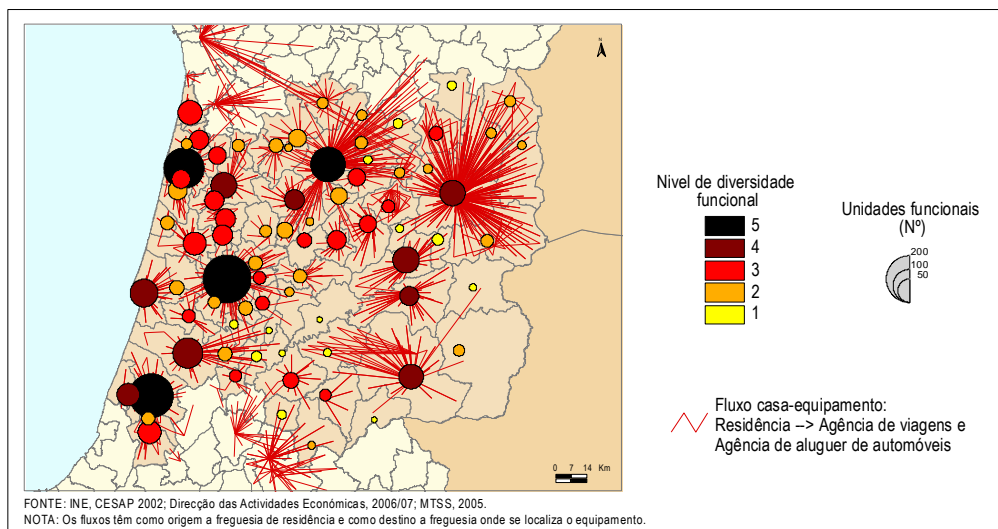 N
0 7 14 Km
Nivel de diversidade
funcional
5
4
3
2
1
Unidades funcionais
(Nº)
200
100
50
Fluxo casa-equipamento:
Residência --> Agência de viagens e
Agência de aluguer de automóveis
FONTE: INE, CESAP 2002; Direcção das Actividades Económicas, 2006/07; MTSS, 2005.
NOTA: Os fluxos têm como origem a freguesia de residência e como destino a freguesia onde se localiza o equipamento.